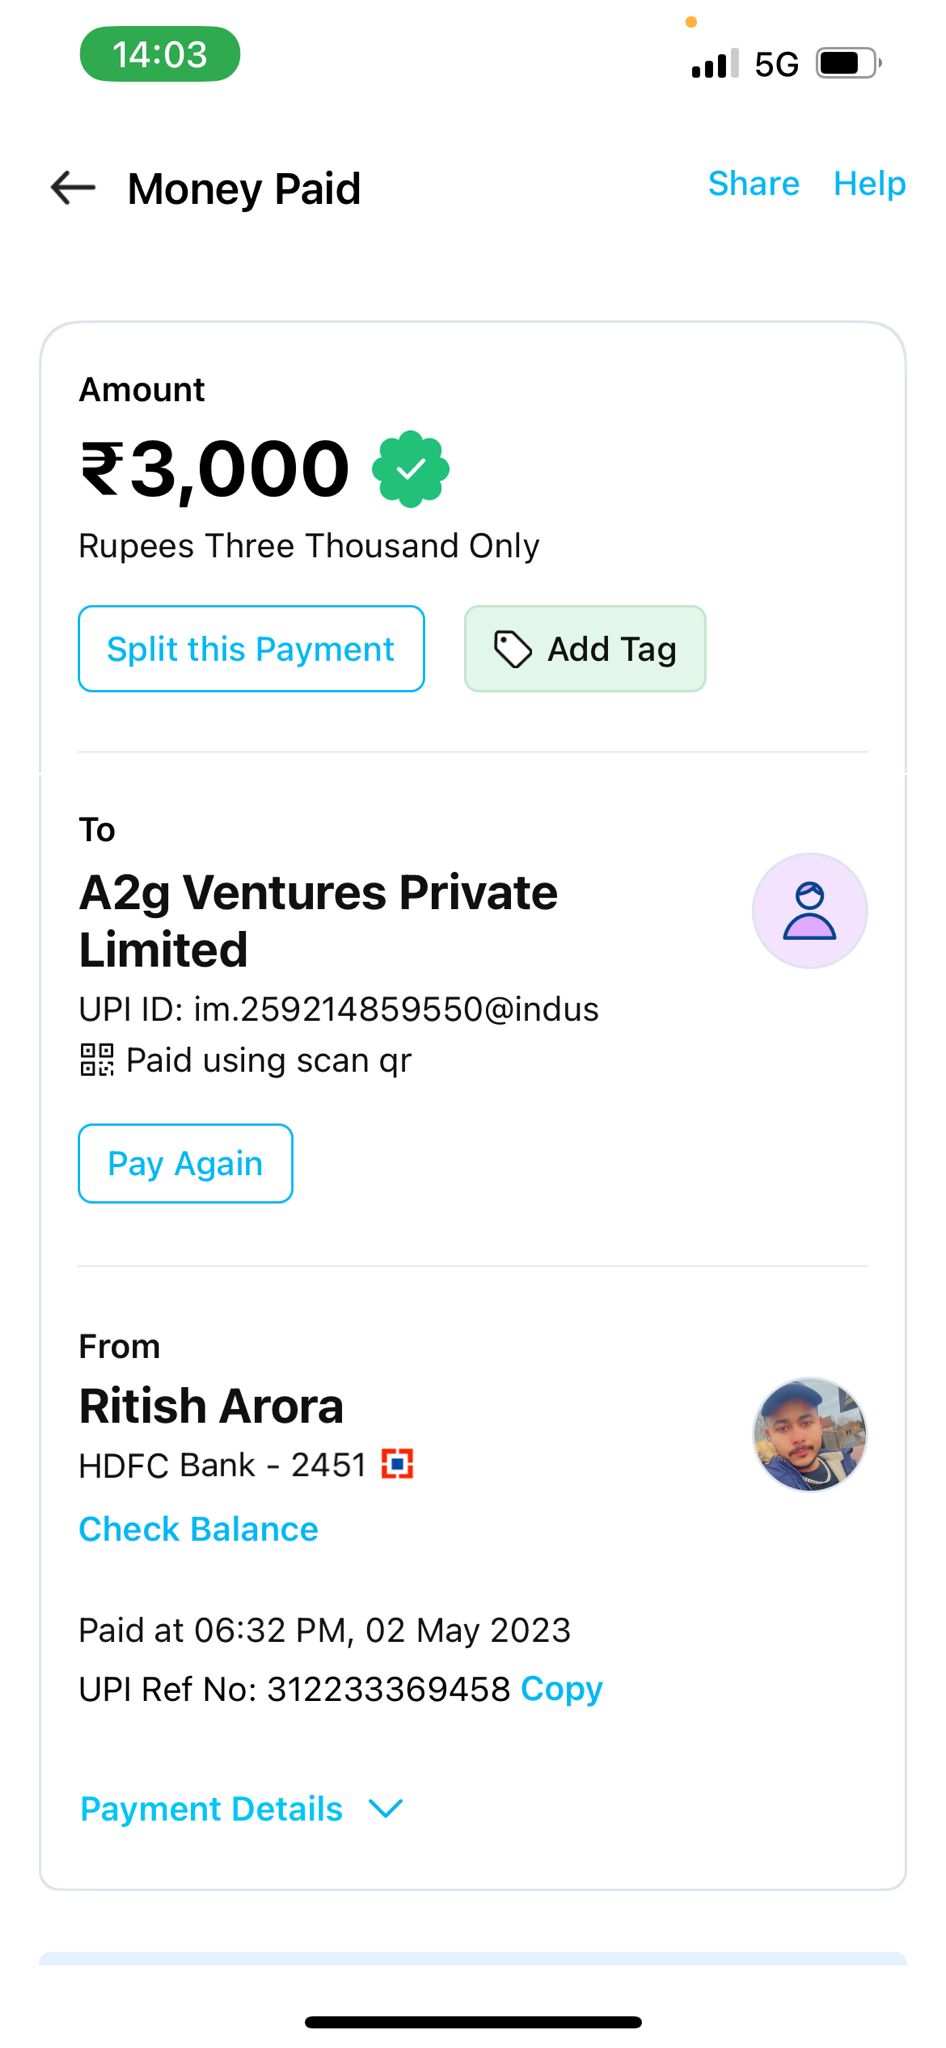 14:03
5G
Money Paid
Share Help
Amount
₹3,000
Rupees Three Thousand Only
Split this Payment
Add Tag
To
A2g Ventures Private
Limited
UPI ID: im.259214859550@indus
Paid using scan qr
Pay Again
From
Ritish Arora
HDFC Bank - 2451
Check Balance
Paid at 06:32 PM, 02 May 2023
UPI Ref No: 312233369458 Copy
Payment Details